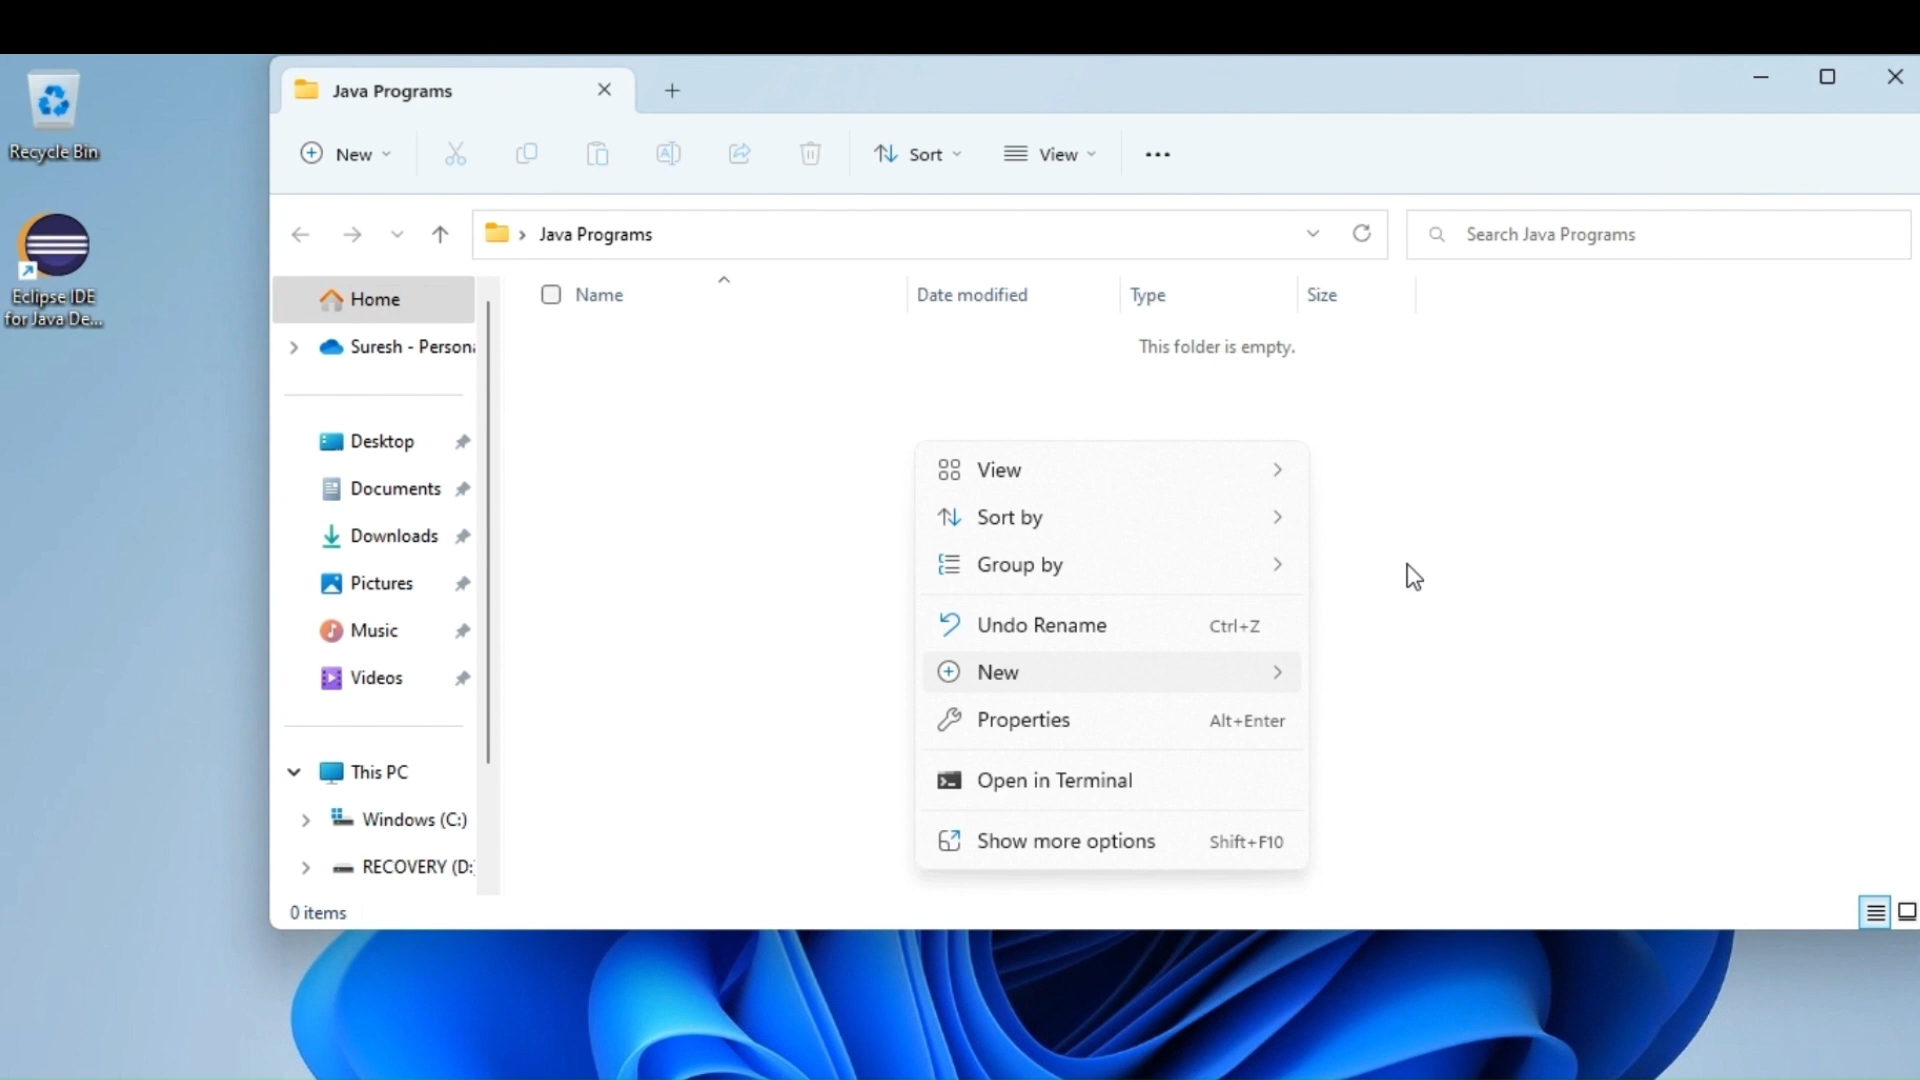 Recycle Bin
Eclipse IDE
for Java De...
Java Programs
New
Sort
View
Java Programs
Search Java Programs
Name
Date modified
Type
Size
This folder is empty.
Home
Suresh - Persona
Desktop
Documents
Downloads
Pictures
Music
Videos
This PC
Windows (C:)
RECOVERY (D:
View
Sort by
Group by
Undo Rename Ctrl+Z
New
Properties Alt+Enter
Open in Terminal
Show more options Shift+F10
0 items